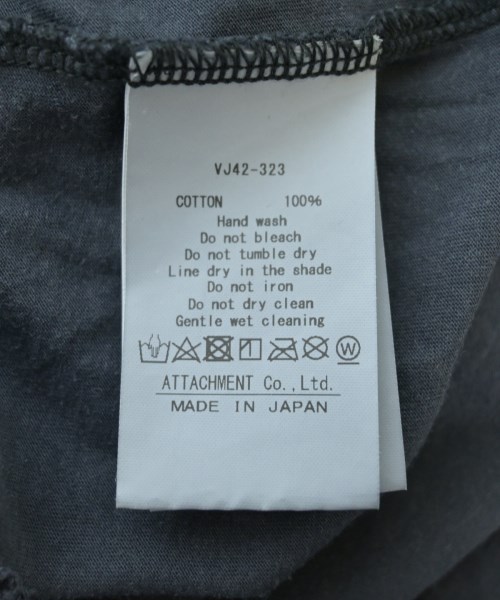 VJ42-323
COTTON 100%
Hand wash
Do not bleach
Do not tumble dry
Line dry in the shade
Do not iron
Do not dry clean
Gentle wet cleaning
W
ATTACHMENT Co.,Ltd.
MADE IN JAPAN